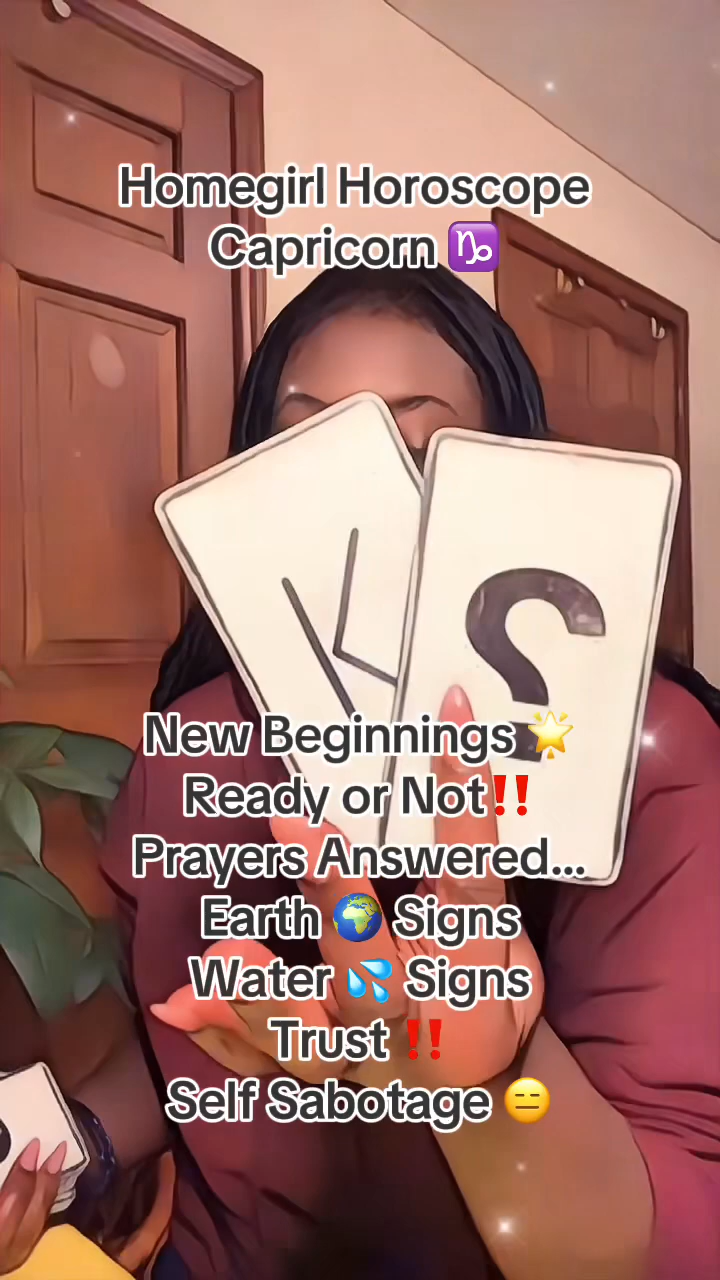 Homegirl Horoscope
Capricorn ♑
?
New Beginnings 🌟
Ready or Not‼️
Prayers Answered...
Earth 🌍 Signs
Water 💦 Signs
Trust ‼️
Self Sabotage 😑